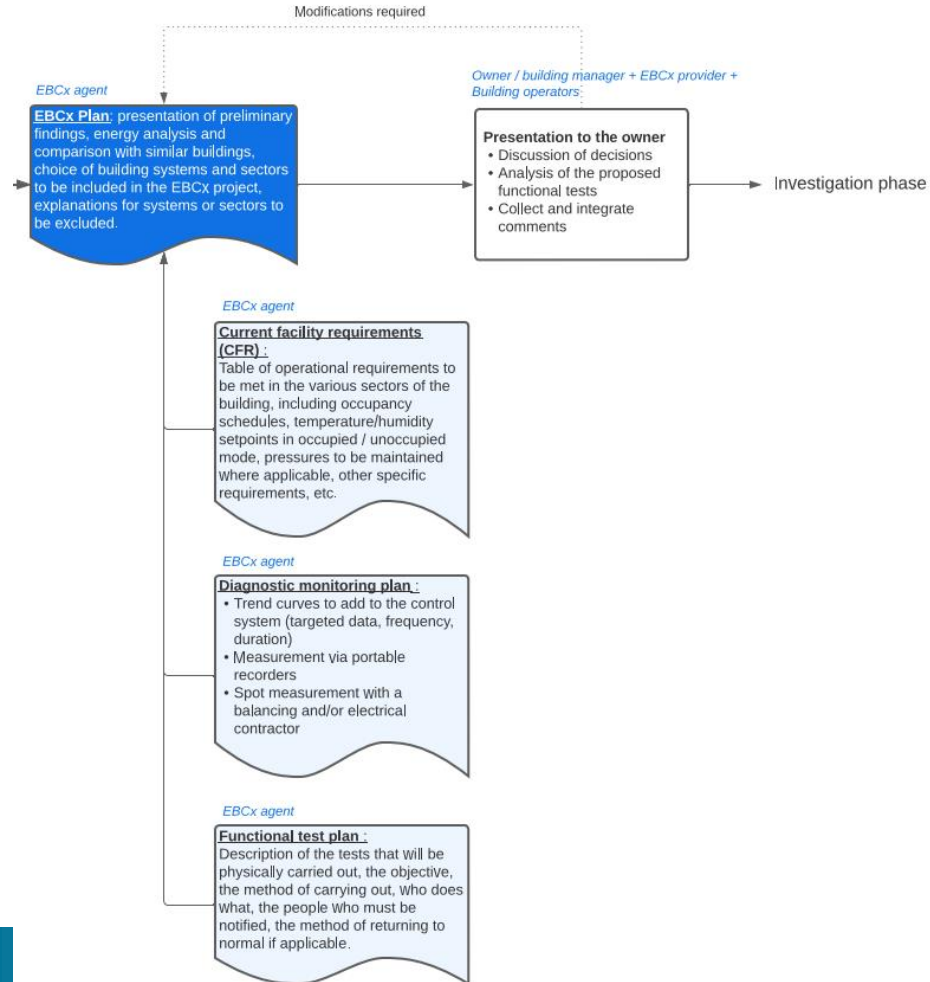 Modifications required
EBCx agent
EBCx Plan: presentation of preliminary
findings, energy analysis and
comparison with similar buildings,
choice of building systems and sectors
to be included in the EBCx project,
explanations for systems or sectors to
be excluded.
Owner / building manager + EBCx provider +
Building operators
Presentation to the owner
• Discussion of decisions
• Analysis of the proposed
functional tests
• Collect and integrate
comments
Investigation phase
EBCx agent
Current facility requirements
(CFR) :
Table of operational requirements to
be met in the various sectors of the
building, including occupancy
schedules, temperature/humidity
setpoints in occupied / unoccupied
mode, pressures to be maintained
where applicable, other specific
requirements, etc.
EBCx agent
Diagnostic monitoring plan :
• Trend curves to add to the control
system (targeted data, frequency,
duration)
• Measurement via portable
recorders
• Spot measurement with a
balancing and/or electrical
contractor
EBCx agent
Functional test plan :
Description of the tests that will be
physically carried out, the objective,
the method of carrying out, who does
what, the people who must be
notified, the method of returning to
normal if applicable.